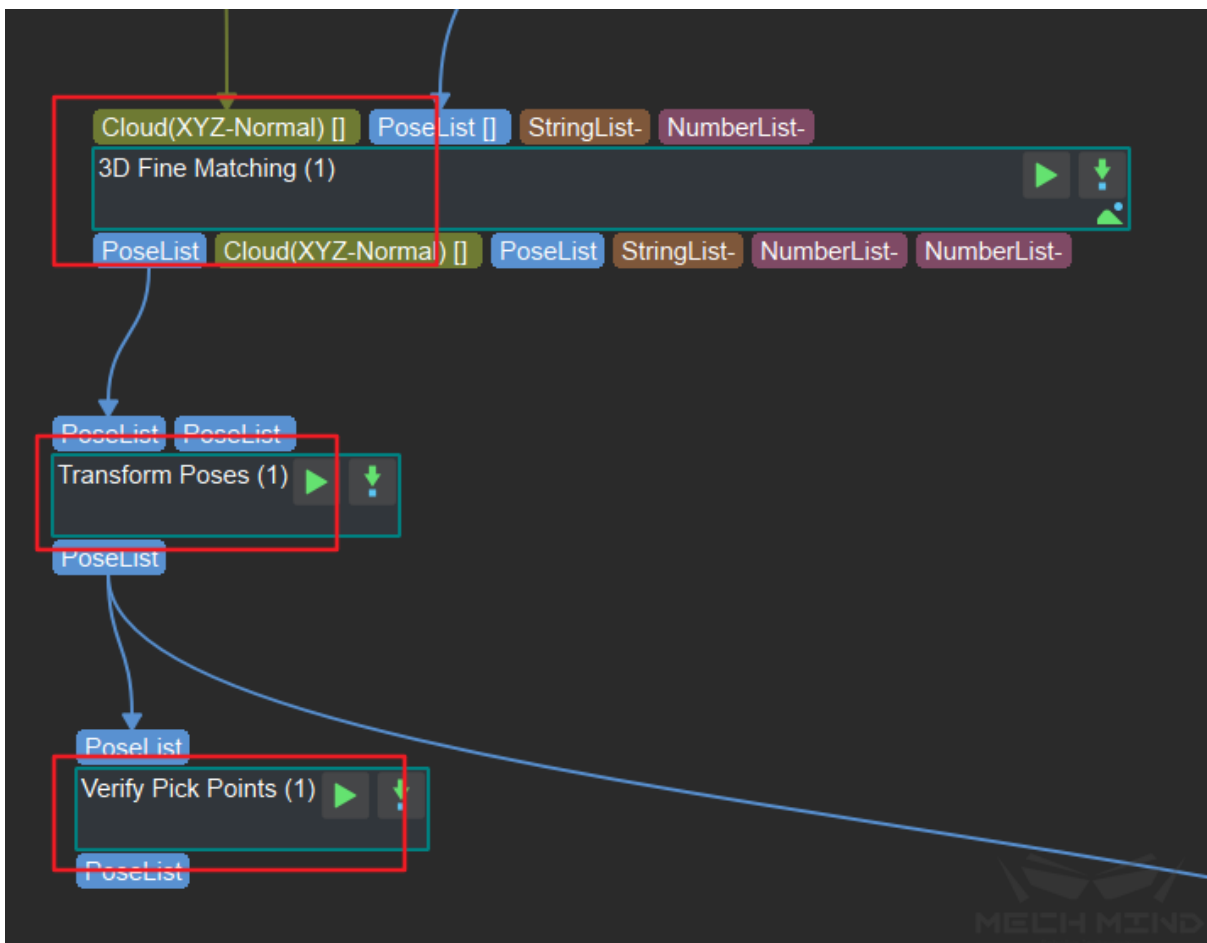 Cloud(XYZ-Normal) [] PoseList [] StringList- NumberList-
3D Fine Matching (1)
PoseList Cloud(XYZ-Normal) [] PoseList StringList- NumberList- NumberList-
PoseList PoseList
Transform Poses (1)
PoseList
PoseList
Verify Pick Points (1)
PoseList
MECH MIND